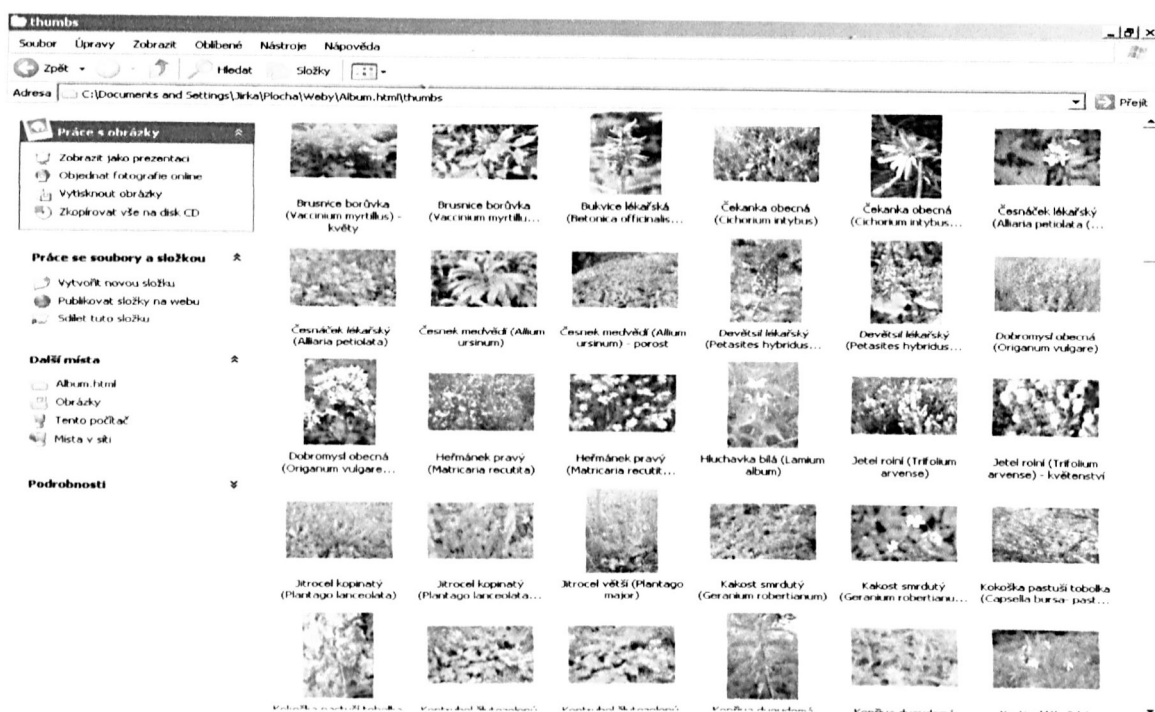 thumbs
Soubor Úpravy Zobrazit Oblíbené Nástroje Nápověda
Zpět Hledat Složky
Adresa C:\Documents and Settings\Jirka\Plocha\Weby\Album.html\thumbs Přejít
Práce s obrázky
Zobrazit jako prezentaci
Objednat fotografie online
Vytisknout obrázky
Zkopírovat vše na disk CD
Práce se soubory a složkou
Vytvořit novou složku
Publikovat složky na webu
Sdílet tuto složku
Další místa
Album.html
Obrázky
Tento počítač
Místa v síti
Podrobnosti
Brusnice borůvka
(Vaccinium myrtillus) -
květy
Brusnice borůvka
(Vaccinium myrtillu...
Bukvice lékařská
(Betonica officinalis...
Čekanka obecná
(Cichorium intybus)
Čekanka obecná
(Cichorium intybus...
Česnáček lékařský
(Alliaria petiolata (...
Česnáček lékařský
(Alliaria petiolata)
Česnek medvědí (Allium
ursinum)
Česnek medvědí (Allium
ursinum) - porost
Devětsil lékařský
(Petasites hybridus...
Devětsil lékařský
(Petasites hybridus...
Dobromysl obecná
(Origanum vulgare)
Dobromysl obecná
(Origanum vulgare...
Heřmánek pravý
(Matricaria recutita)
Heřmánek pravý
(Matricaria recutit...
Hluchavka bílá (Lamium
album)
Jetel rolní (Trifolium
arvense)
Jetel rolní (Trifolium
arvense) - květenství
Jitrocel kopinatý
(Plantago lanceolata)
Jitrocel kopinatý
(Plantago lanceolata...
Jitrocel větší (Plantago
major)
Kakost smrdutý
(Geranium robertianum)
Kakost smrdutý
(Geranium robertianu...
Kokoška pastuší tobolka
(Capsella bursa- past...